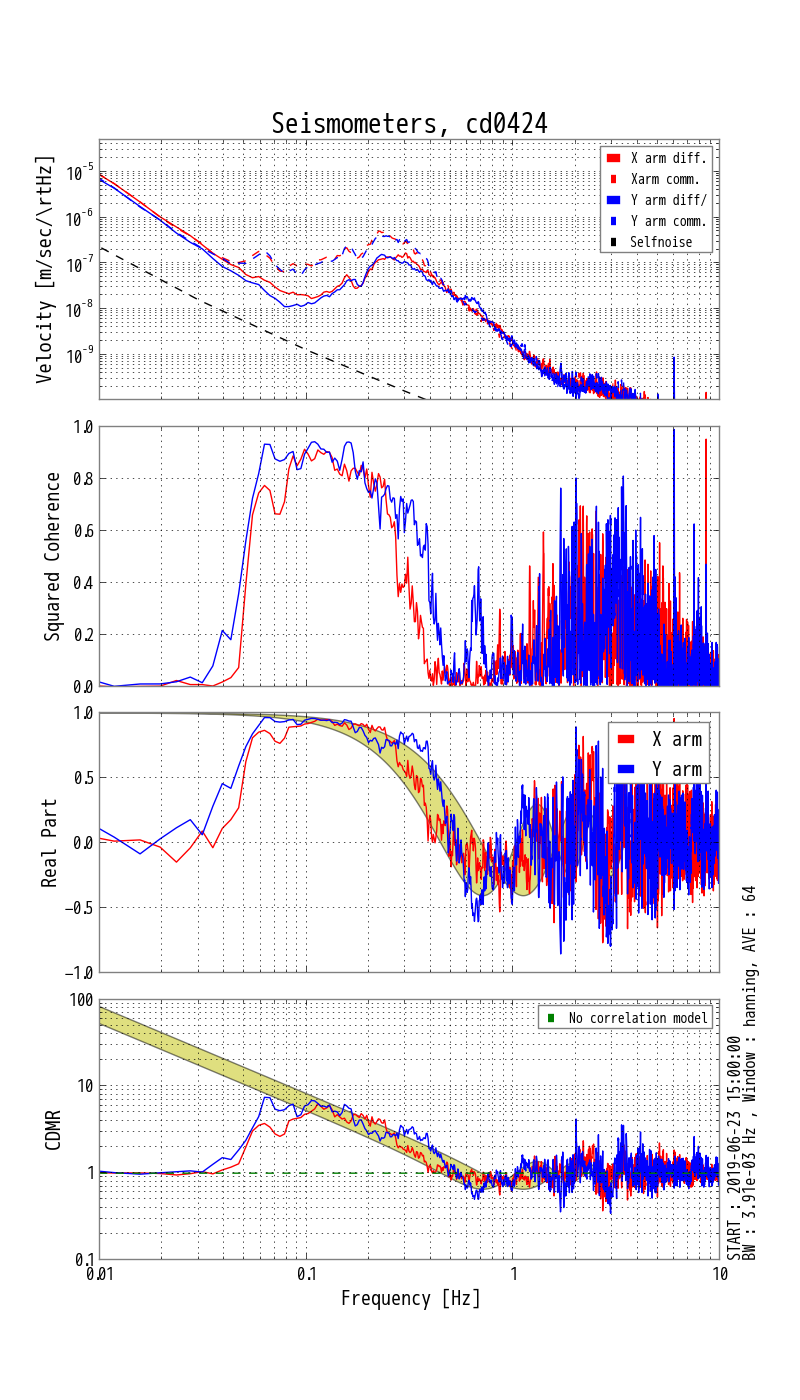 Seismometers, cd0424
Velocity [m/sec/\rtHz]
10^-5
10^-6
10^-7
10^-8
10^-9
X arm diff.
Xarm comm.
Y arm diff/
Y arm comm.
Selfnoise
Squared Coherence
1.0
0.8
0.6
0.4
0.2
0.0
Real Part
1.0
0.5
0.0
−0.5
−1.0
X arm
Y arm
CDMR
100
10
1
0.1
No correlation model
0.01
0.1
1
10
Frequency [Hz]
START : 2019-06-23 15:00:00
BW : 3.91e-03 Hz , Window : hanning, AVE : 64